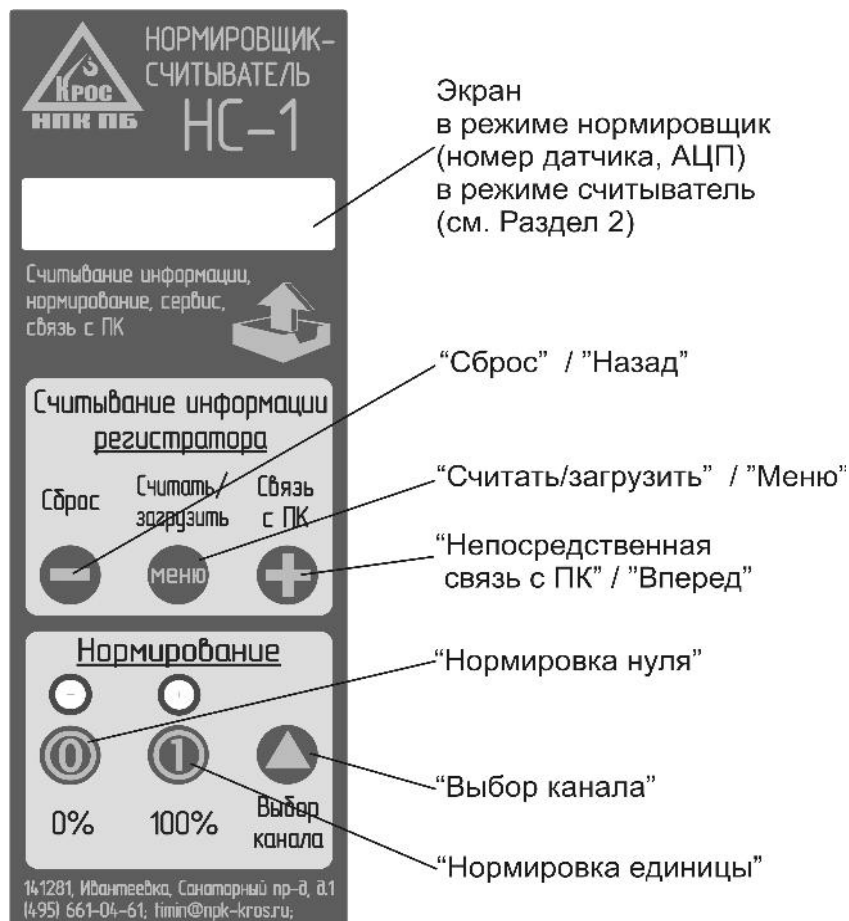 НОРМИРОВЩИК-
СЧИТЫВАТЕЛЬ
НС-1
КРОС
НПК ПБ
Экран
в режиме нормировщик
(номер датчика, АЦП)
в режиме считыватель
(см. Раздел 2)
Считывание информации,
нормирование, сервис,
связь с ПК
“Сброс” / ”Назад”
Считывание информации
регистратора
“Считать/загрузить” / ”Меню”
Сброс
Считать/
загрузить
Связь
с ПК
“Непосредственная
связь с ПК” / ”Вперед”
меню
Нормирование
“Нормировка нуля”
0
1
“Выбор канала”
0%
100%
Выбор
канала
“Нормировка единицы”
141281, Ивантеевка, Санаторный пр-д, д.1
(495) 661-04-61; timin@npk-kros.ru;